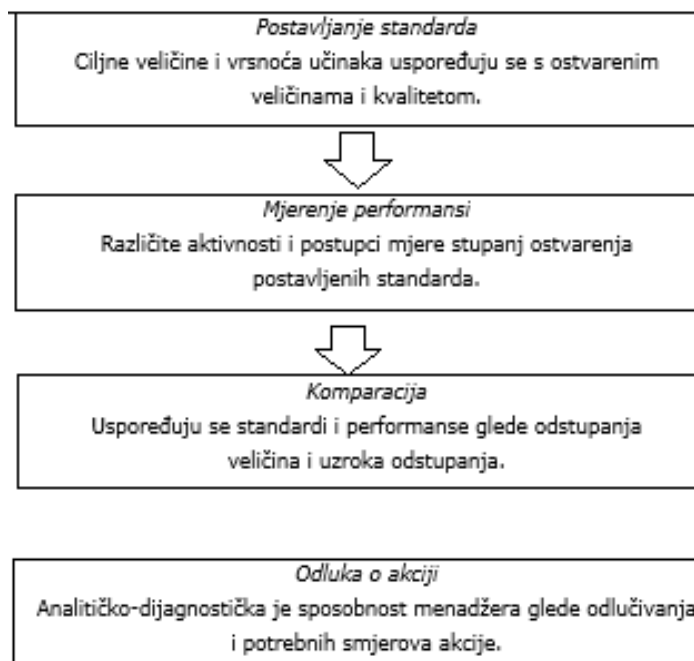 Postavljanje standarda
Ciljne veličine i vrsnoća učinaka uspoređuju se s ostvarenim
veličinama i kvalitetom.
Mjerenje performansi
Različite aktivnosti i postupci mjere stupanj ostvarenja
postavljenih standarda.
Komparacija
Uspoređuju se standardi i performanse glede odstupanja
veličina i uzroka odstupanja.
Odluka o akciji
Analitičko-dijagnostička je sposobnost menadžera glede odlučivanja
i potrebnih smjerova akcije.